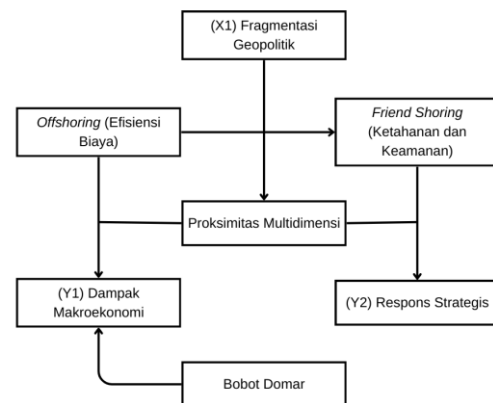 (X1) Fragmentasi
Geopolitik
Offshoring (Efisiensi
Biaya)
Friend Shoring
(Ketahanan dan
Keamanan)
Proksimitas Multidimensi
(Y1) Dampak
Makroekonomi
(Y2) Respons Strategis
Bobot Domar